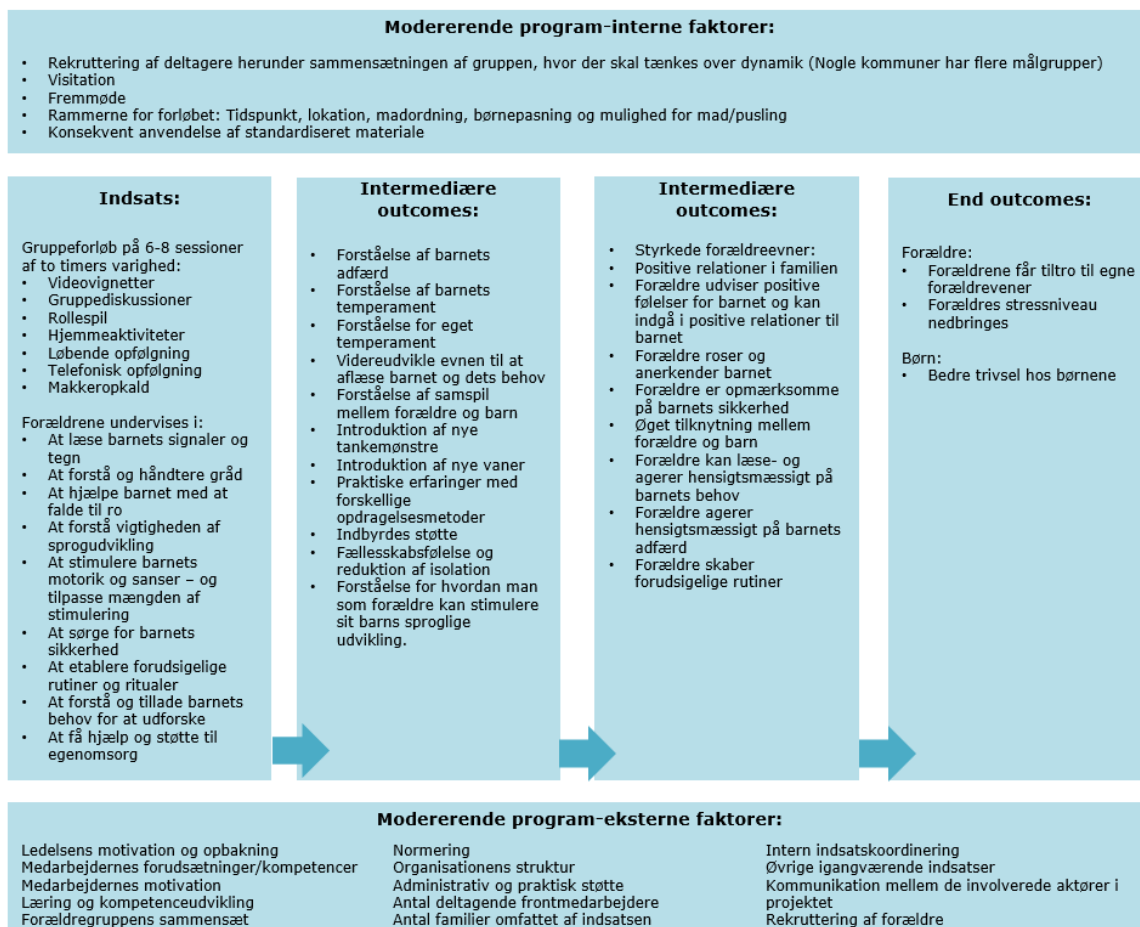 Modererende program-interne faktorer:
• Rekruttering af deltagere herunder sammensætningen af gruppen, hvor der skal tænkes over dynamik (Nogle kommuner har flere målgrupper)
• Visitation
• Fremmøde
• Rammerne for forløbet: Tidspunkt, lokation, madordning, børnepasning og mulighed for mad/pusling
• Konsekvent anvendelse af standardiseret materiale
Indsats:
Gruppeforløb på 6-8 sessioner
af to timers varighed:
• Videovignetter
• Gruppediskussioner
• Rollespil
• Hjemmeaktiviteter
• Løbende opfølgning
• Telefonisk opfølgning
• Makkeropkald
Forældrene undervises i:
• At læse barnets signaler og
tegn
• At forstå og håndtere gråd
• At hjælpe barnet med at
falde til ro
• At forstå vigtigheden af
sprogudvikling
• At stimulere barnets
motorik og sanser – og
tilpasse mængden af
stimulering
• At sørge for barnets
sikkerhed
• At etablere forudsigelige
rutiner og ritualer
• At forstå og tillade barnets
behov for at udforske
• At få hjælp og støtte til
egenomsorg
Intermediære
outcomes:
• Forståelse af barnets
adfærd
• Forståelse af barnets
temperament
• Forståelse for eget
temperament
• Videreudvikle evnen til at
aflæse barnet og dets behov
• Forståelse af samspil
mellem forældre og barn
• Introduktion af nye
tankemønstre
• Introduktion af nye vaner
• Praktiske erfaringer med
forskellige
opdragelsesmetoder
• Indbyrdes støtte
• Fællesskabsfølelse og
reduktion af isolation
• Forståelse for hvordan man
som forældre kan stimulere
sit barns sproglige
udvikling.
Intermediære
outcomes:
• Styrkede forældreevner:
• Positive relationer i familien
• Forældre udviser positive
følelser for barnet og kan
indgå i positive relationer til
barnet
• Forældre roser og
anerkender barnet
• Forældre er opmærksomme
på barnets sikkerhed
• Øget tilknytning mellem
forældre og barn
• Forældre kan læse- og
agerer hensigtsmæssigt på
barnets behov
• Forældre agerer
hensigtsmæssigt på barnets
adfærd
• Forældre skaber
forudsigelige rutiner
End outcomes:
Forældre:
• Forældrene får tiltro til egne
forældrevener
• Forældres stressniveau
nedbringes
Børn:
• Bedre trivsel hos børnene
Modererende program-eksterne faktorer:
Ledelsens motivation og opbakning
Medarbejdernes forudsætninger/kompetencer
Medarbejdernes motivation
Læring og kompetenceudvikling
Forældregruppens sammensæt
Normering
Organisationens struktur
Administrativ og praktisk støtte
Antal deltagende frontmedarbejdere
Antal familier omfattet af indsatsen
Intern indsatskoordinering
Øvrige igangværende indsatser
Kommunikation mellem de involverede aktører i
projektet
Rekruttering af forældre